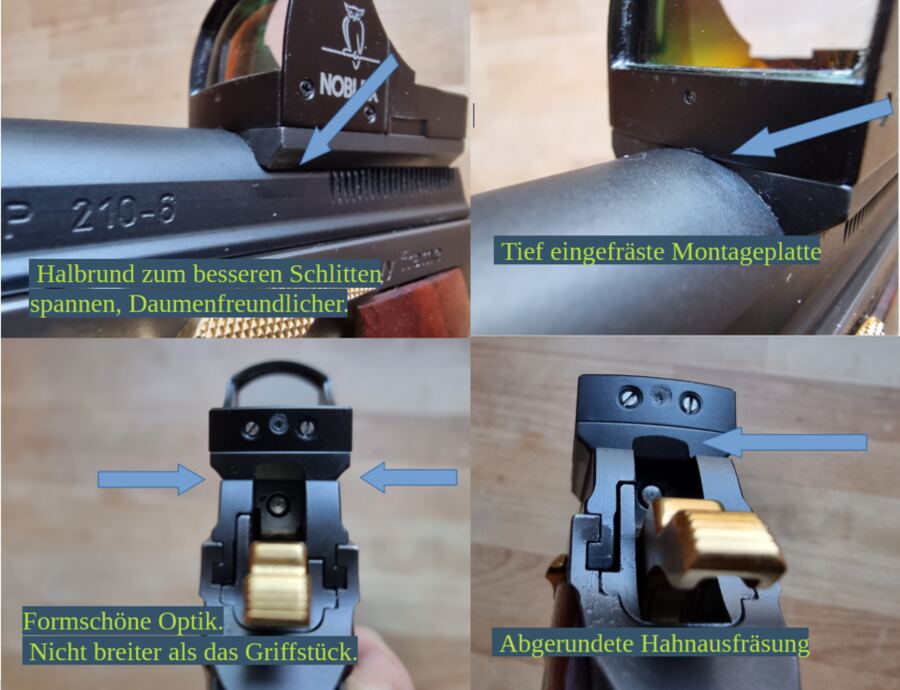 NOBL
P 210-6
frame
Halbrund zum besseren Schlitten
spannen, Daumenfreundlicher.
Tief eingefräste Montageplatte
Formschöne Optik.
Nicht breiter als das Griffstück.
Abgerundete Hahnausfräsung